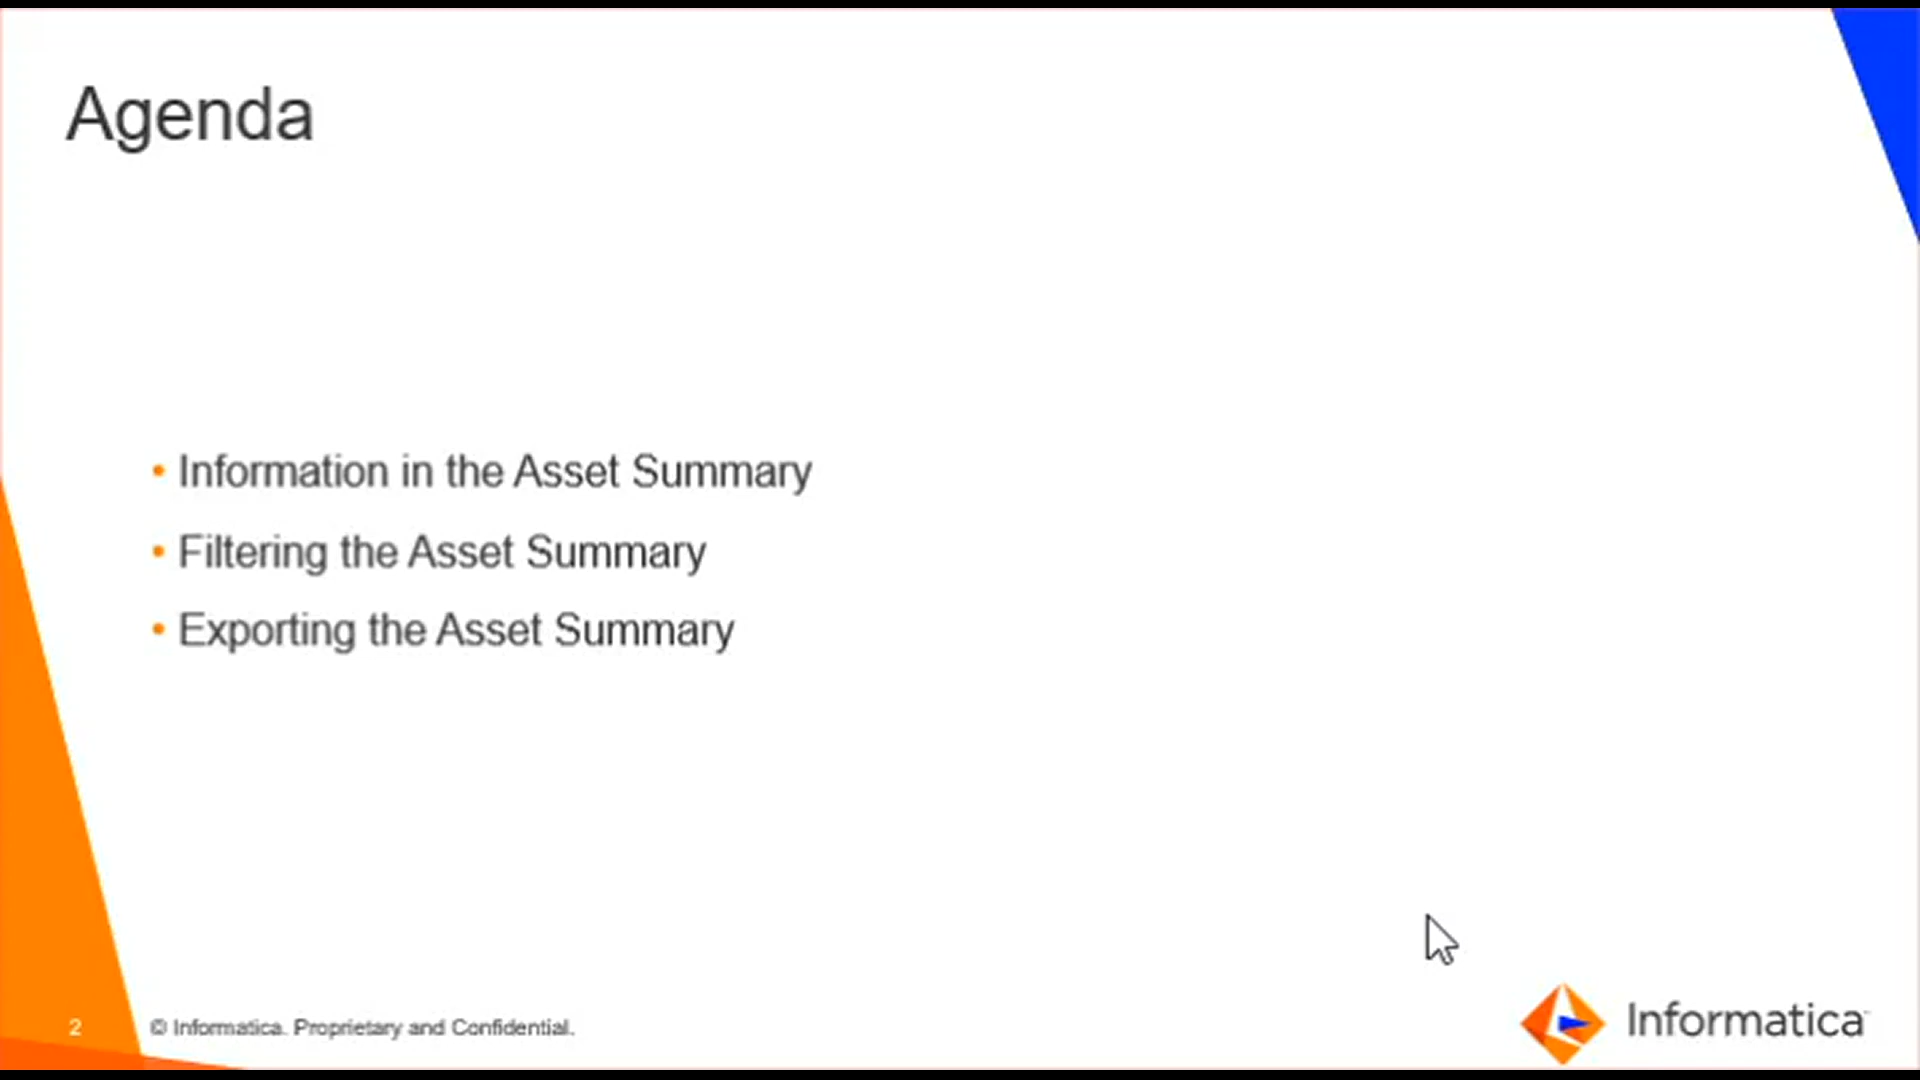 Agenda
• Information in the Asset Summary
• Filtering the Asset Summary
• Exporting the Asset Summary
2
© Informatica. Proprietary and Confidential.
Informatica